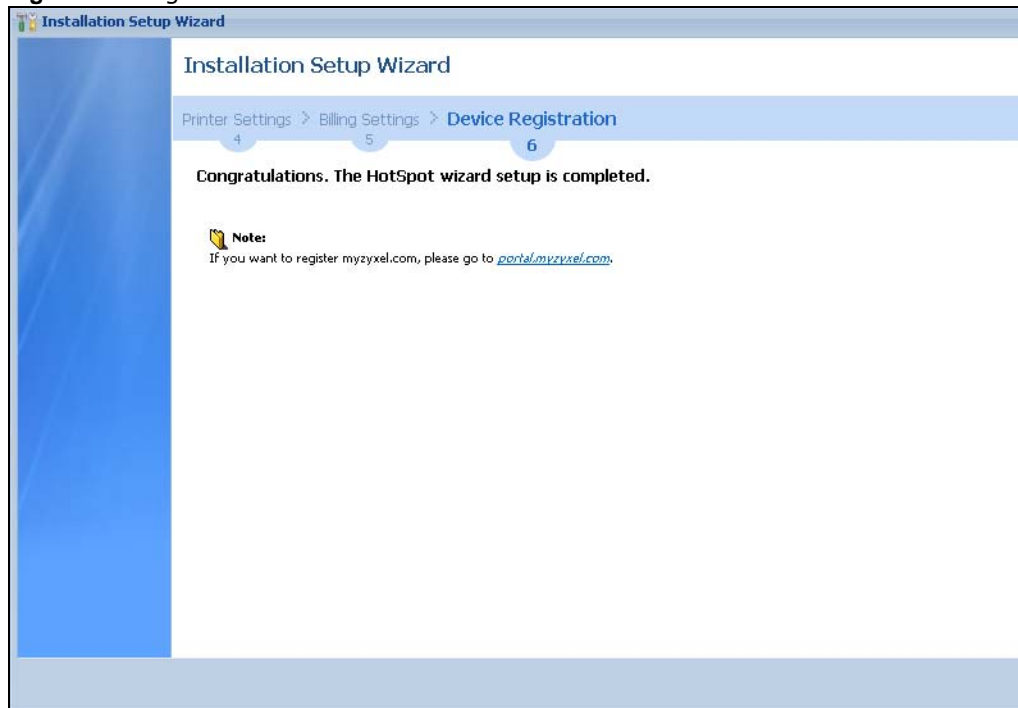 Installation Setup Wizard
Installation Setup Wizard
Printer Settings > Billing Settings > Device Registration
4 5 6
Congratulations. The HotSpot wizard setup is completed.
Note:
If you want to register myzyxel.com, please go to portal.myzyxel.com.